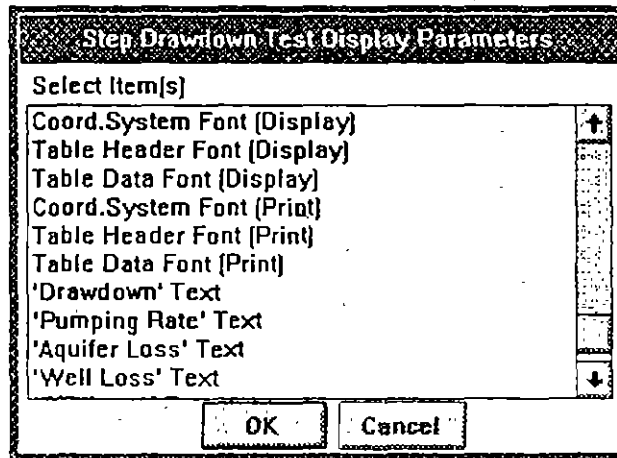 Step Drawdown Test Display Parameters
Select Item(s)
Coord.System Font (Display)
Table Header Font (Display)
Table Data Font (Display)
Coord.System Font (Print)
Table Header Font (Print)
Table Data Font (Print)
'Drawdown' Text
'Pumping Rate' Text
'Aquifer Loss' Text
'Well Loss' Text
OK Cancel